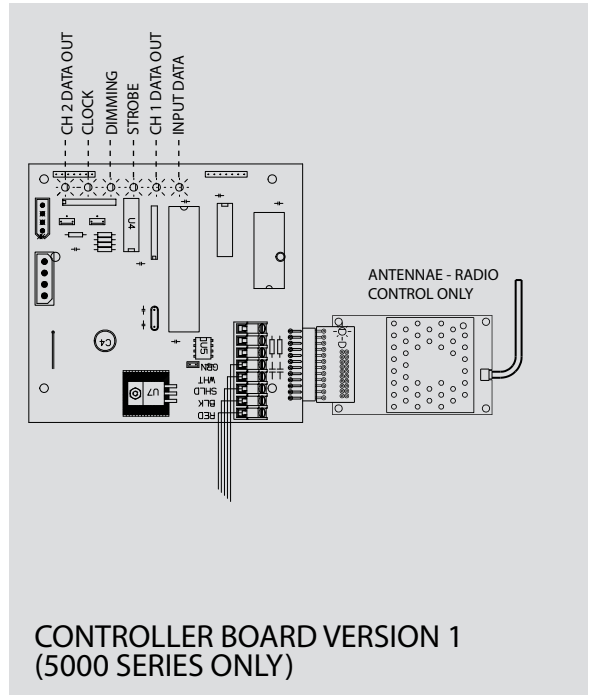 CH 2 DATA OUT
CLOCK
DIMMING
STROBE
CH 1 DATA OUT
INPUT DATA
U4
ANTENNAE - RADIO
CONTROL ONLY
C4
U5
GRN
WHT
SHLD
BLK
RED
U7
CONTROLLER BOARD VERSION 1
(5000 SERIES ONLY)